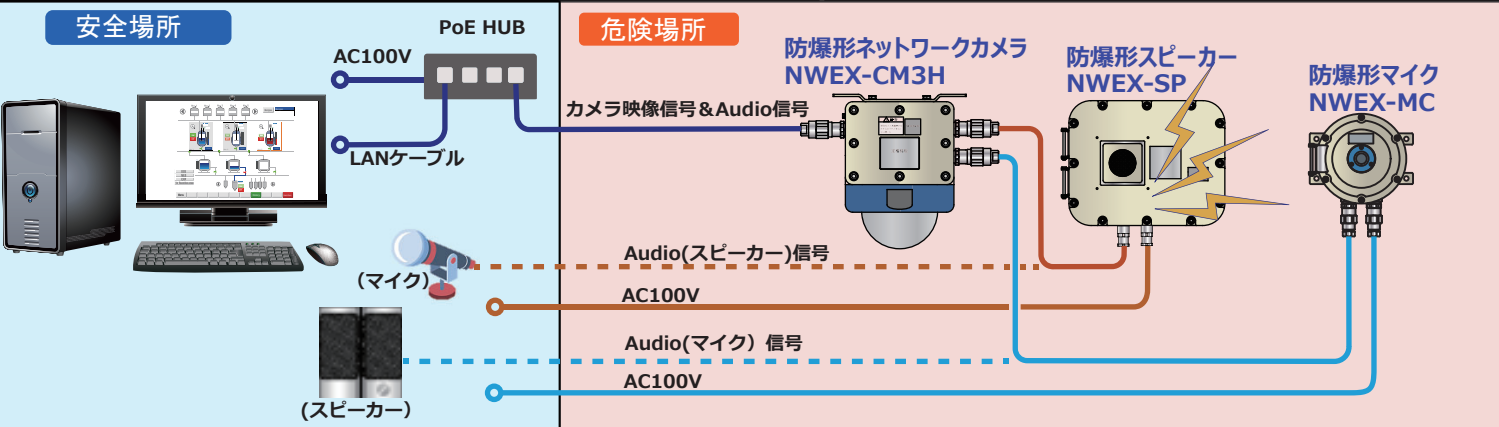 安全場所
PoE HUB
危険場所
AC100V
防爆形ネットワークカメラ
NWEX-CM3H
防爆形スピーカー
NWEX-SP
防爆形マイク
NWEX-MC
カメラ映像信号&Audio信号
LANケーブル
Audio(スピーカー)信号
(マイク)
AC100V
Audio(マイク）信号
AC100V
(スピーカー）